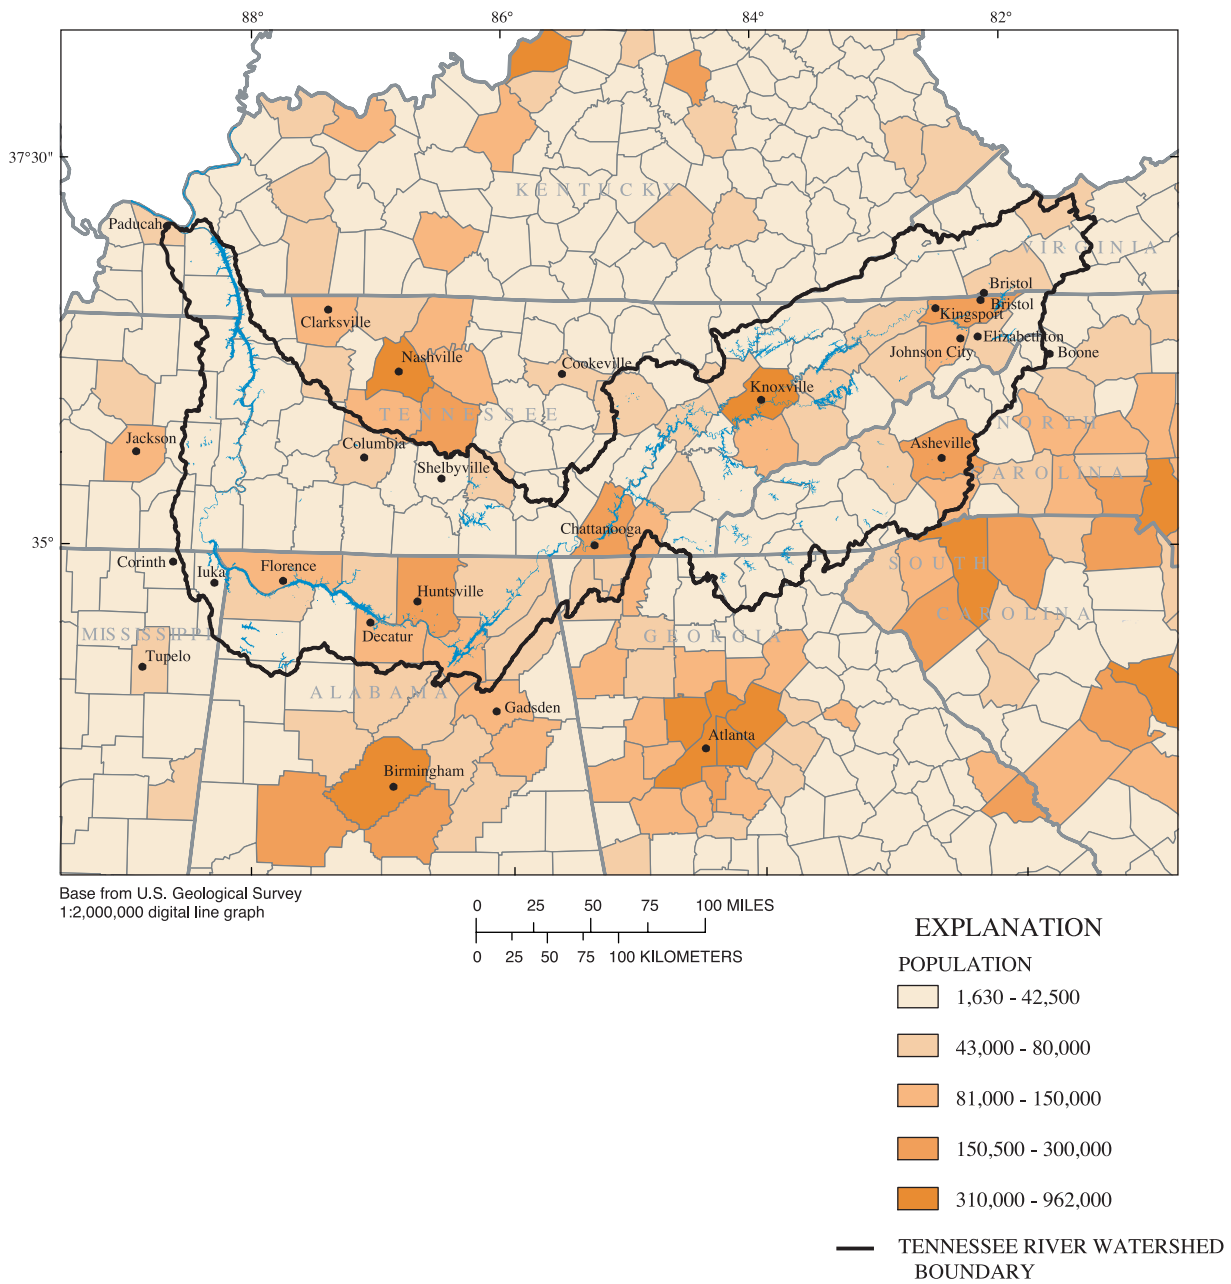 88° 86° 84° 82°
37°30"
KENTUCKY
Paducah
VIRGINIA
Bristol
Bristol
Clarksville
Kingsport
Elizabethton
Nashville
Johnson City
Boone
Cookeville
Knoxville
TENNESSEE
NORTH
Jackson
Columbia
Asheville
Shelbyville
CAROLINA
Chattanooga
35°
Corinth
Iuka
Florence
SOUTH
Huntsville
CAROLINA
MISSISSIPPI
Decatur
GEORGIA
Tupelo
ALABAMA
Gadsden
Atlanta
Birmingham
Base from U.S. Geological Survey
1:2,000,000 digital line graph
0 25 50 75 100 MILES
0 25 50 75 100 KILOMETERS
EXPLANATION
POPULATION
1,630 - 42,500
43,000 - 80,000
81,000 - 150,000
150,500 - 300,000
310,000 - 962,000
TENNESSEE RIVER WATERSHED
BOUNDARY